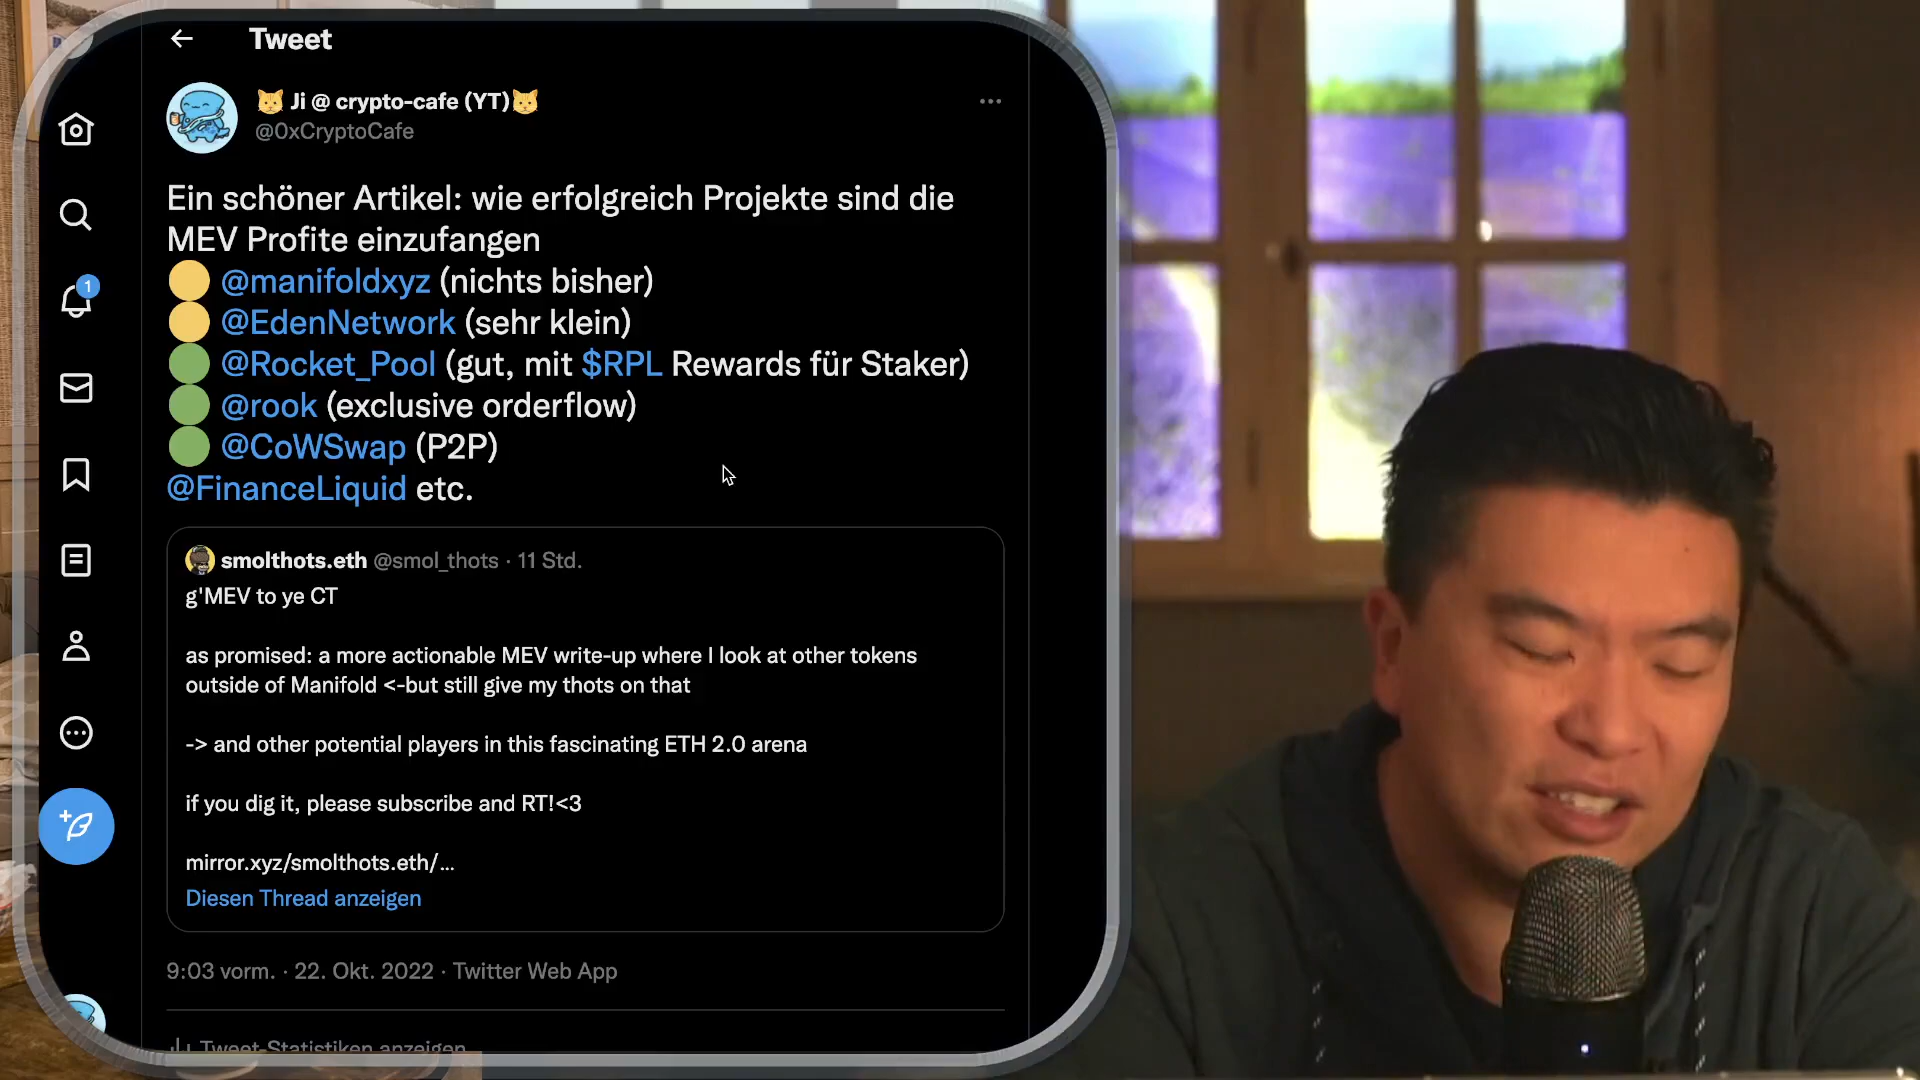 Tweet
🐱 Ji @ crypto-cafe (YT)🐱
@0xCryptoCafe
Ein schöner Artikel: wie erfolgreich Projekte sind die
MEV Profite einzufangen
🟡 @manifoldxyz (nichts bisher)
🟡 @EdenNetwork (sehr klein)
🟢 @Rocket_Pool (gut, mit $RPL Rewards für Staker)
🟢 @rook (exclusive orderflow)
🟢 @CoWSwap (P2P)
@FinanceLiquid etc.
1
smolthots.eth @smol_thots · 11 Std.
g'MEV to ye CT
as promised: a more actionable MEV write-up where I look at other tokens
outside of Manifold <-but still give my thots on that
-> and other potential players in this fascinating ETH 2.0 arena
if you dig it, please subscribe and RT!<3
mirror.xyz/smolthots.eth/...
Diesen Thread anzeigen
9:03 vorm. · 22. Okt. 2022 · Twitter Web App
Tweet-Statistiken anzeigen